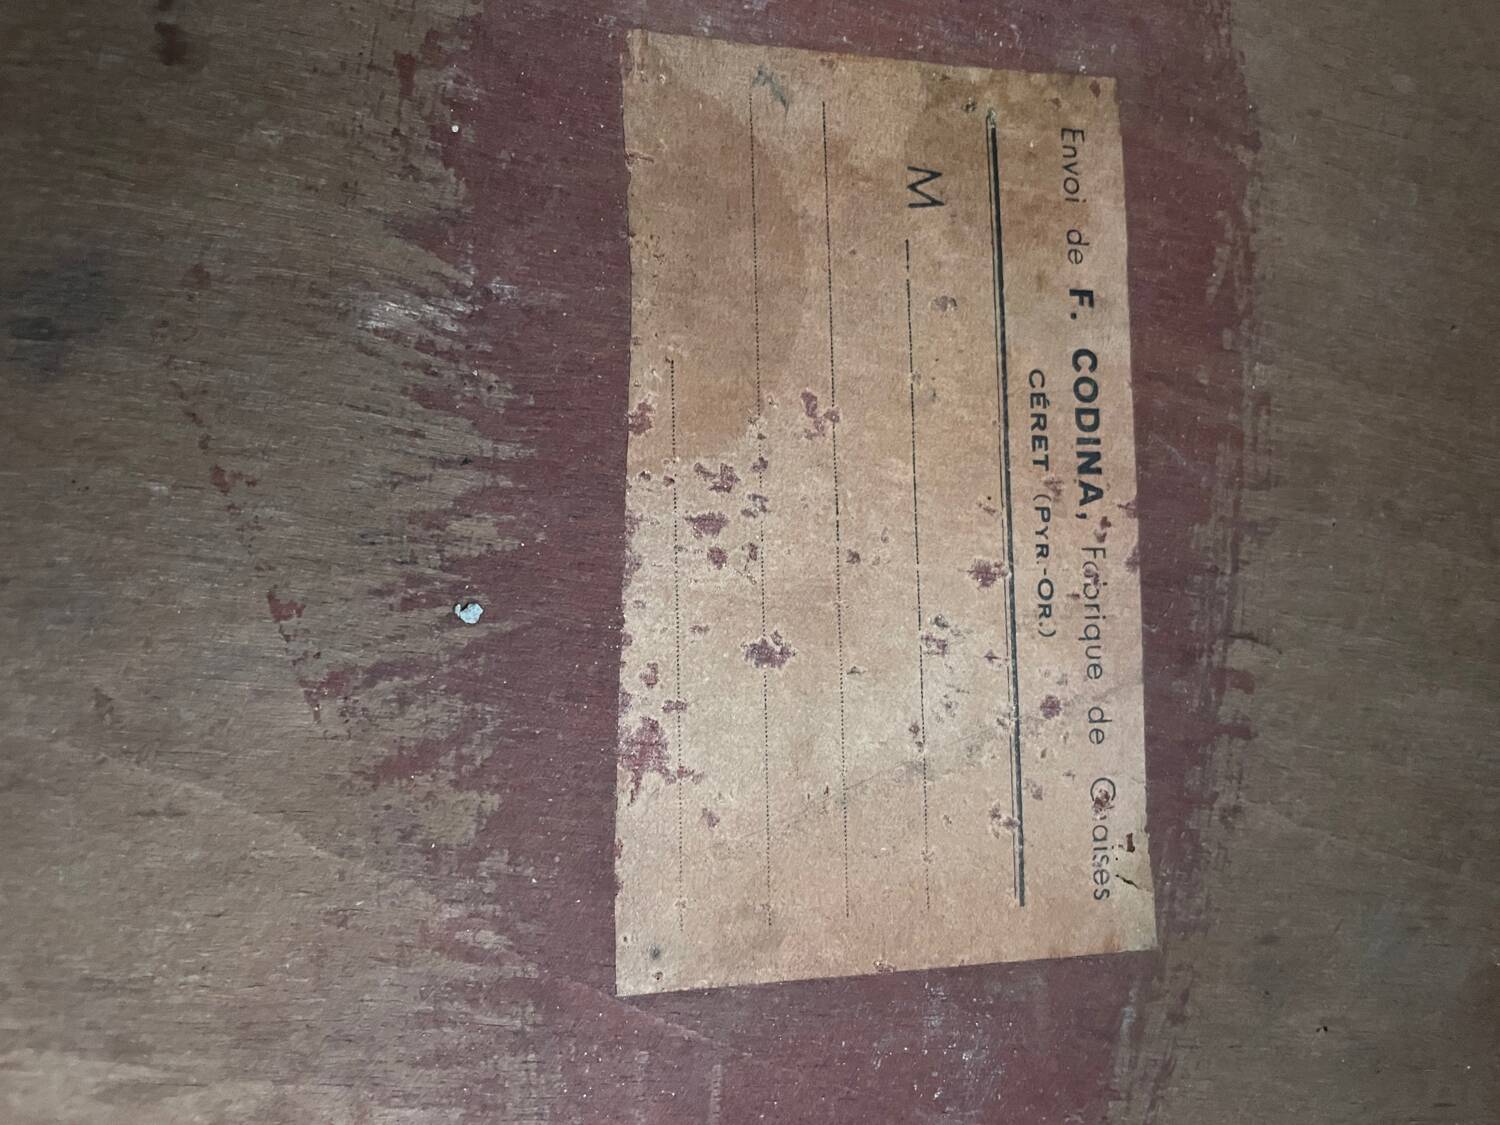 Envoi de F. CODINA, Fabrique de Chaises
CÉRET (PYR.-OR.)
M